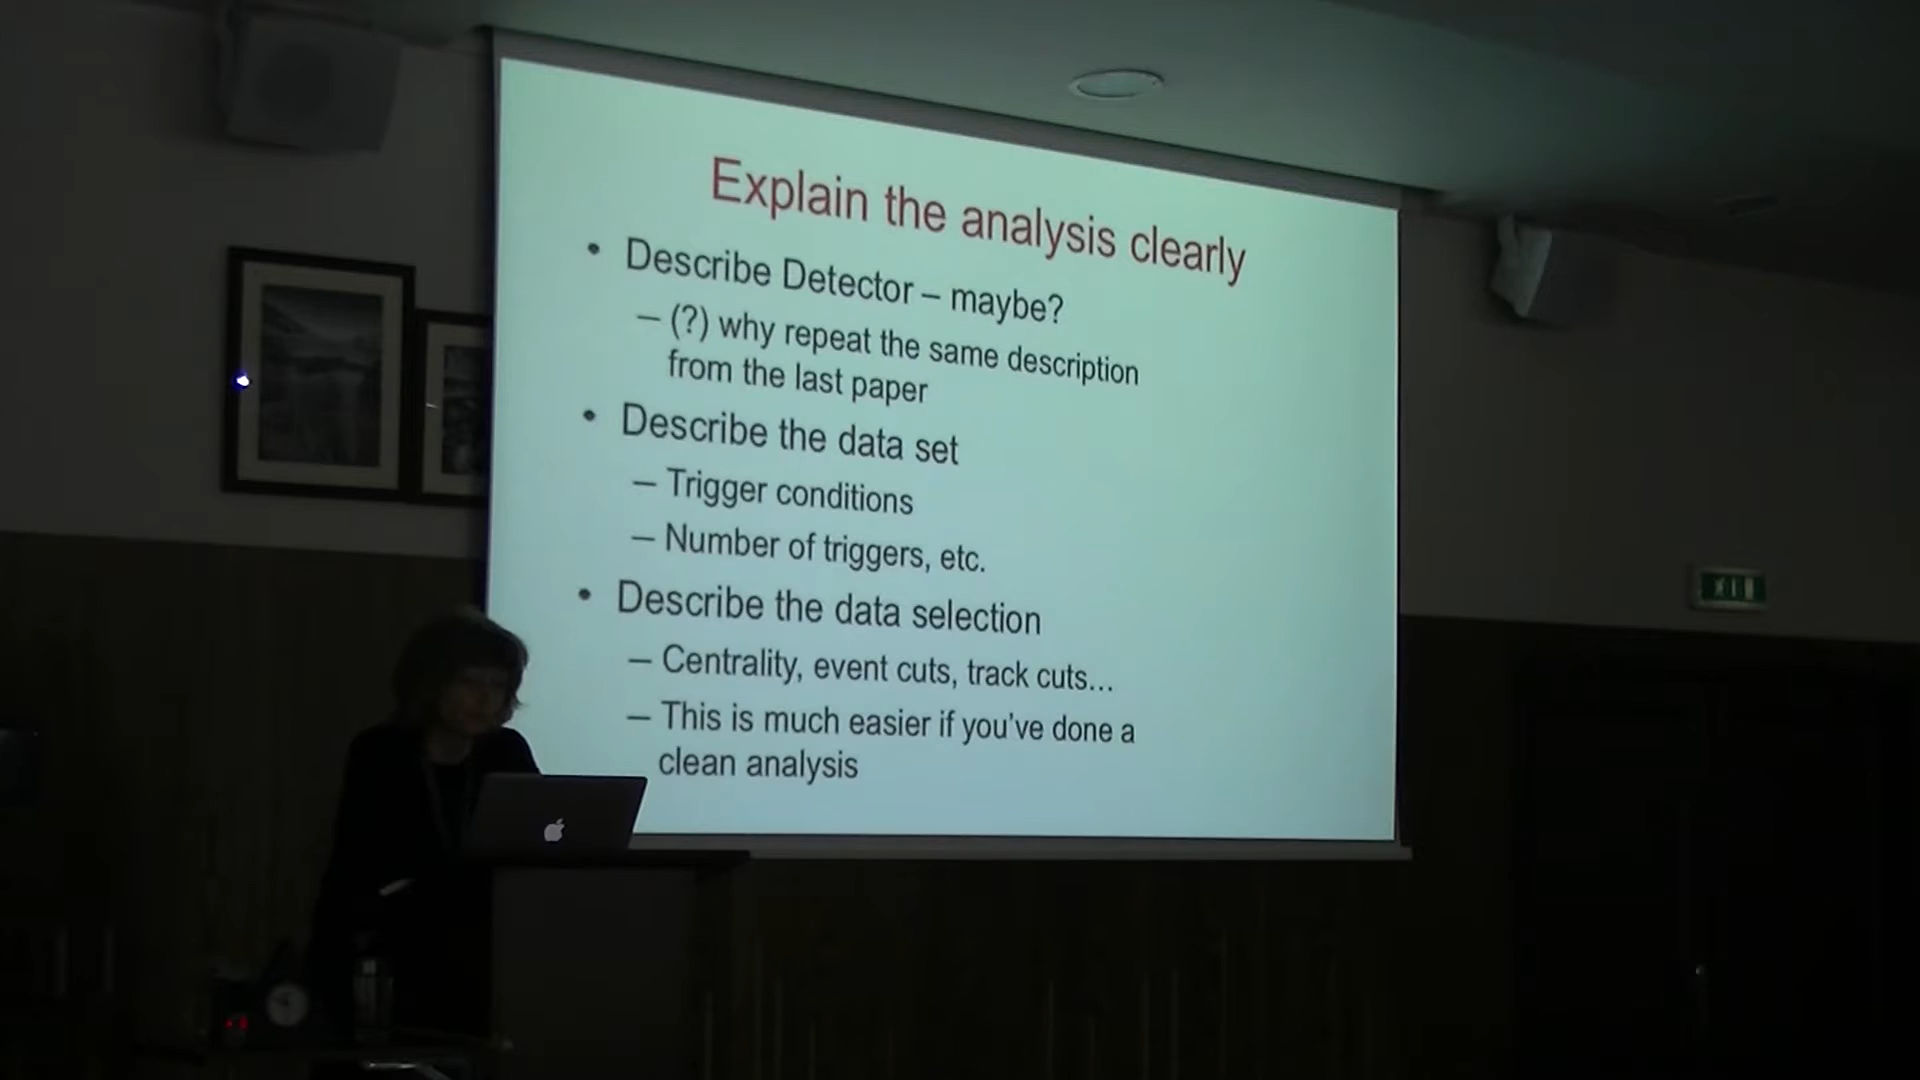 Explain the analysis clearly
• Describe Detector – maybe?
– (?) why repeat the same description
from the last paper
• Describe the data set
– Trigger conditions
– Number of triggers, etc.
• Describe the data selection
– Centrality, event cuts, track cuts...
– This is much easier if you've done a
clean analysis